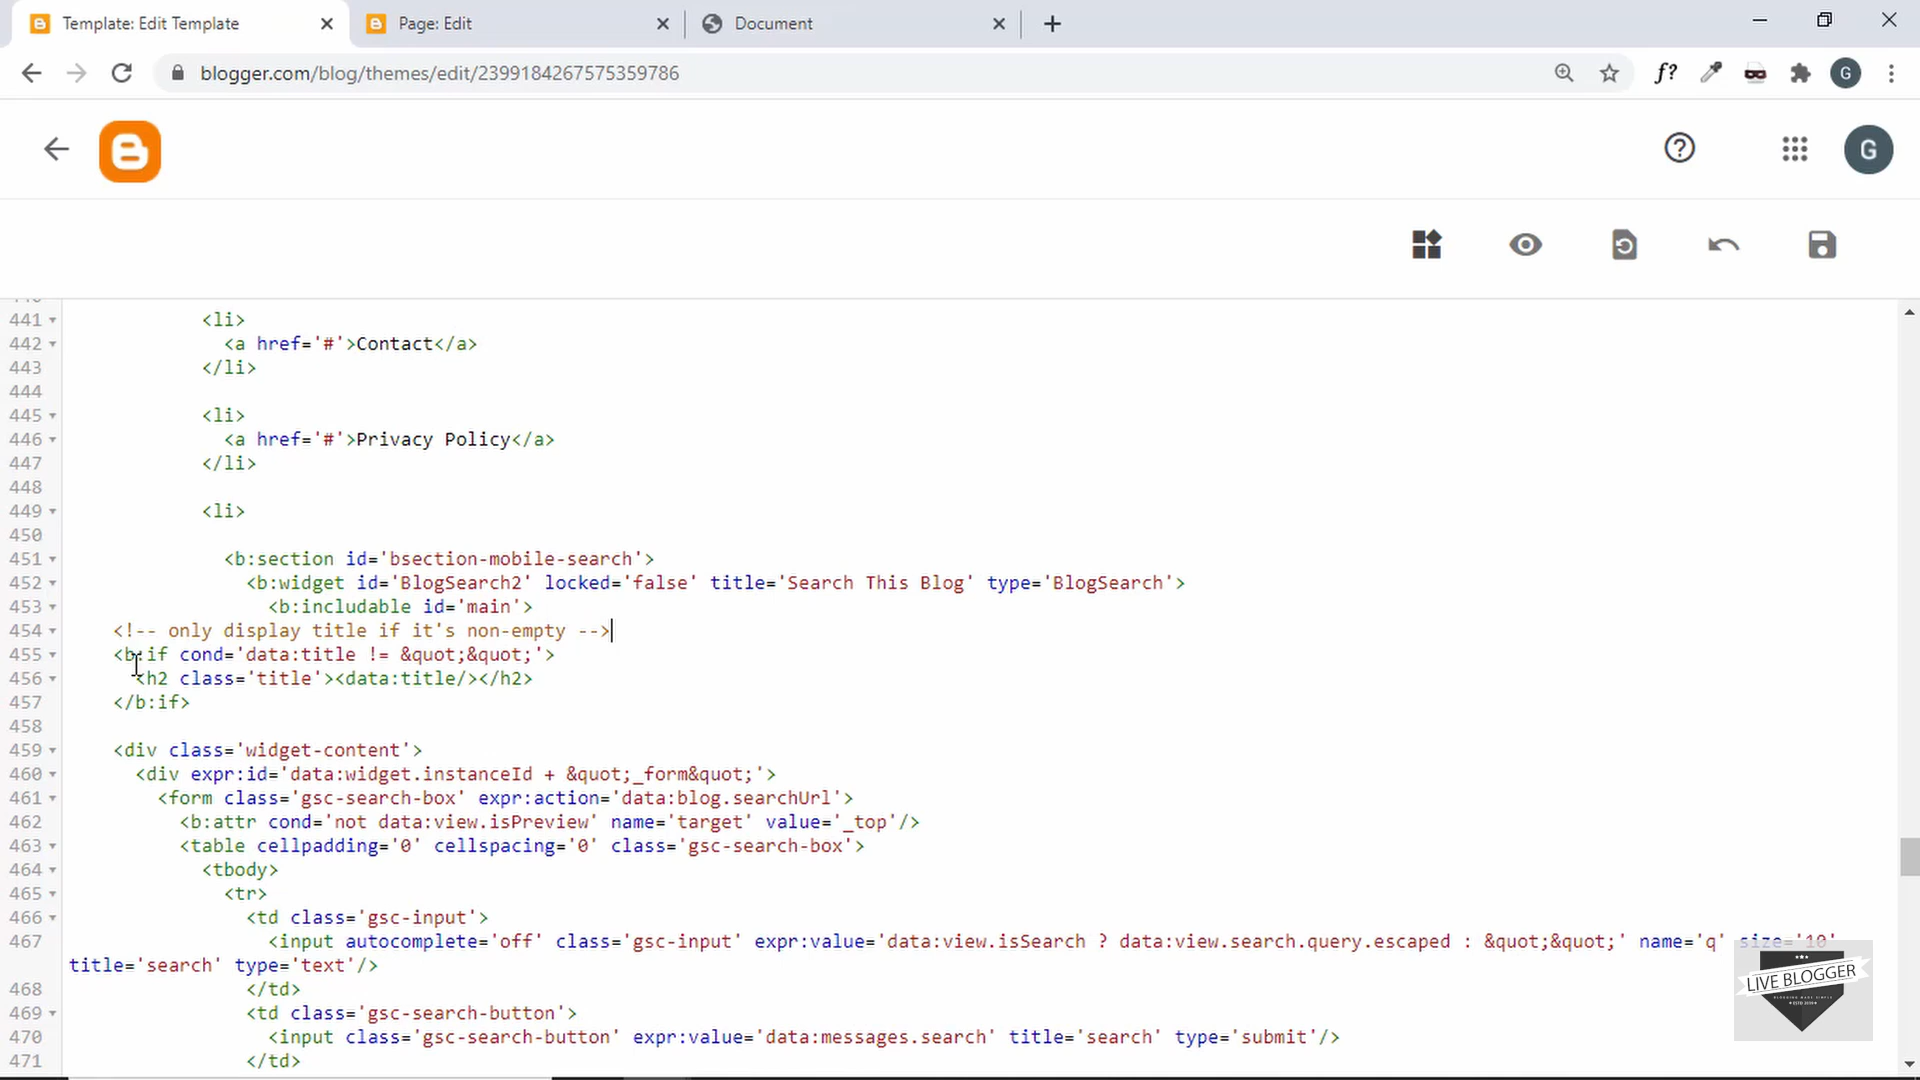 Template: Edit Template
Page: Edit
Document
blogger.com/blog/themes/edit/2399184267575359786
f?
G
G
441 <li>
442 <a href='#'>Contact</a>
443 </li>
444
445 <li>
446 <a href='#'>Privacy Policy</a>
447 </li>
448
449 <li>
450
451 <b:section id='bsection-mobile-search'>
452 <b:widget id='BlogSearch2' locked='false' title='Search This Blog' type='BlogSearch'>
453 <b:includable id='main'>
454 <!-- only display title if it's non-empty -->
455 <b:if cond='data:title != &quot;&quot;'>
456 <h2 class='title'><data:title/></h2>
457 </b:if>
458
459 <div class='widget-content'>
460 <div expr:id='data:widget.instanceId + &quot;_form&quot;'>
461 <form class='gsc-search-box' expr:action='data:blog.searchUrl'>
462 <b:attr cond='not data:view.isPreview' name='target' value='_top'/>
463 <table cellpadding='0' cellspacing='0' class='gsc-search-box'>
464 <tbody>
465 <tr>
466 <td class='gsc-input'>
467 <input autocomplete='off' class='gsc-input' expr:value='data:view.isSearch ? data:view.search.query.escaped : &quot;&quot;' name='q' size='10'
title='search' type='text'/>
468 </td>
469 <td class='gsc-search-button'>
470 <input class='gsc-search-button' expr:value='data:messages.search' title='search' type='submit'/>
471 </td>
LIVE BLOGGER